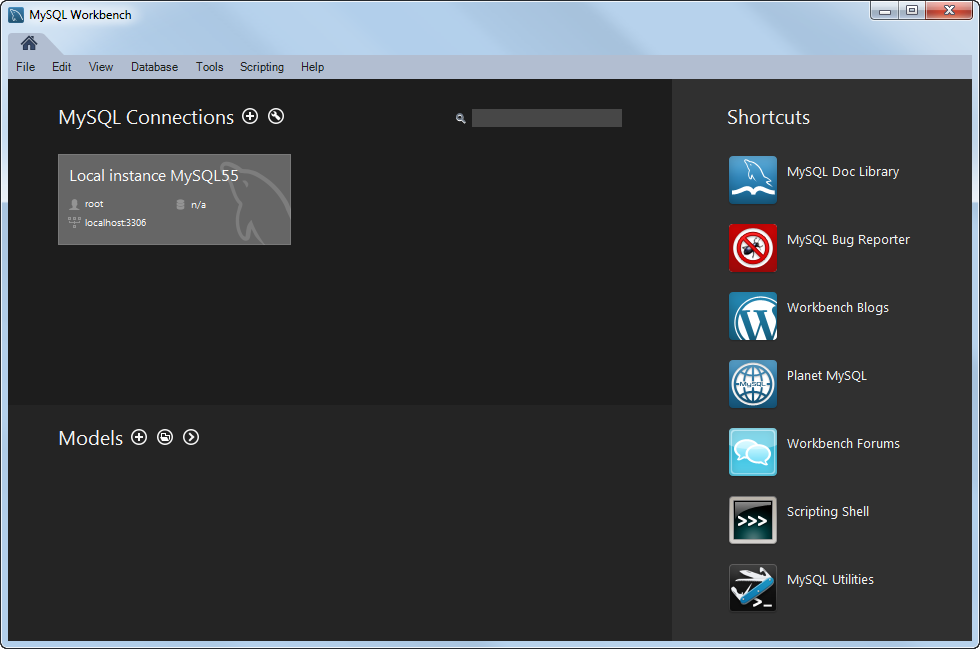 MySQL Workbench
File Edit View Database Tools Scripting Help
MySQL Connections
Local instance MySQL55
root n/a
localhost:3306
Models
Shortcuts
MySQL Doc Library
MySQL Bug Reporter
W
Workbench Blogs
MySQL
Planet MySQL
Workbench Forums
>>>
Scripting Shell
>_
MySQL Utilities